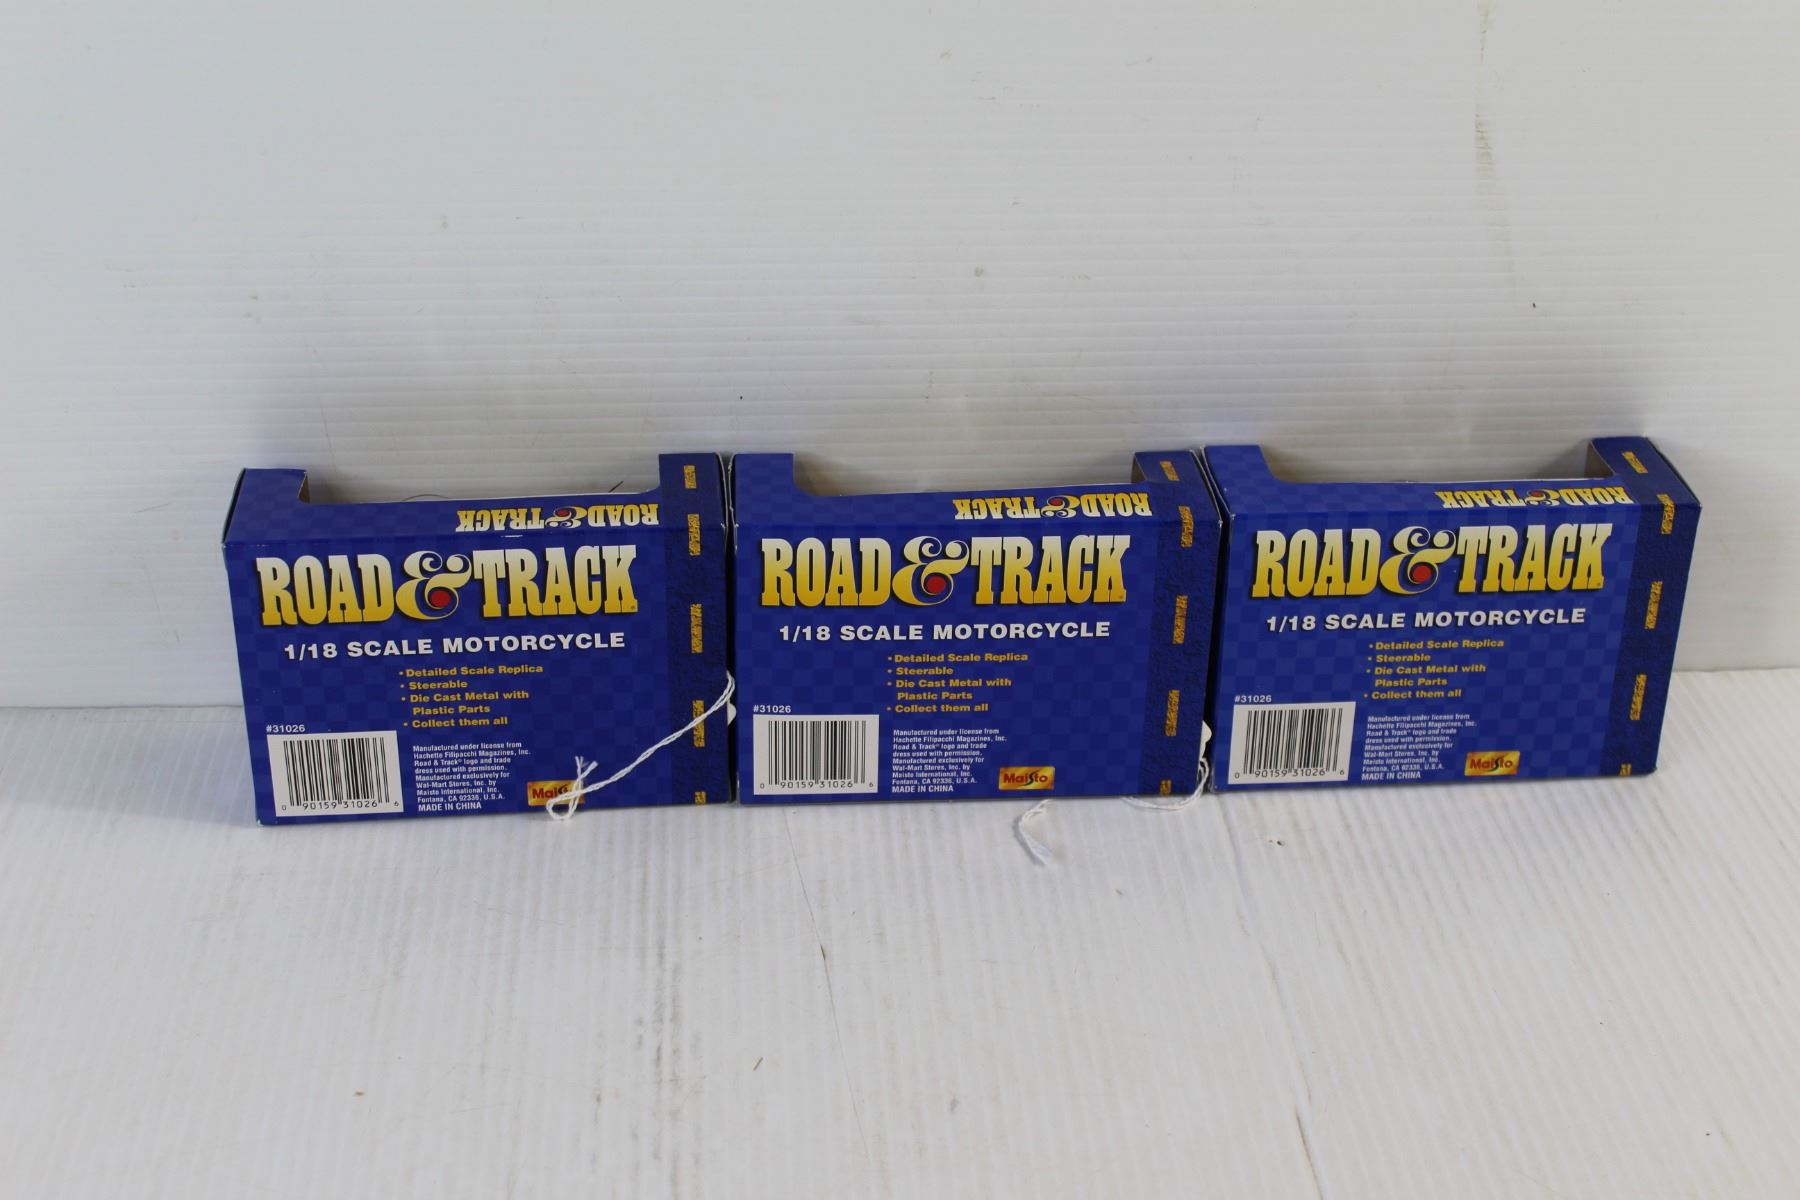 ROAD & TRACK
ROAD & TRACK
1/18 SCALE MOTORCYCLE
• Detailed Scale Replica
• Steerable
• Die Cast Metal with
Plastic Parts
• Collect them all
#31026
0 90159 31026 6
Manufactured under license from
Hachette Filipacchi Magazines, Inc.
Road & Track® logo and trade
dress used with permission.
Manufactured exclusively for
Wal-Mart Stores, Inc. by
Maisto International, Inc.
Fontana, CA 92336, U.S.A.
MADE IN CHINA
ROAD & TRACK
ROAD & TRACK
1/18 SCALE MOTORCYCLE
• Detailed Scale Replica
• Steerable
• Die Cast Metal with
Plastic Parts
• Collect them all
#31026
0 90159 31026 6
Manufactured under license from
Hachette Filipacchi Magazines, Inc.
Road & Track® logo and trade
dress used with permission.
Manufactured exclusively for
Wal-Mart Stores, Inc. by
Maisto International, Inc.
Fontana, CA 92336, U.S.A.
MADE IN CHINA
Maisto
ROAD & TRACK
ROAD & TRACK
1/18 SCALE MOTORCYCLE
• Detailed Scale Replica
• Steerable
• Die Cast Metal with
Plastic Parts
• Collect them all
#31026
0 90159 31026 6
Manufactured under license from
Hachette Filipacchi Magazines, Inc.
Road & Track® logo and trade
dress used with permission.
Manufactured exclusively for
Wal-Mart Stores, Inc. by
Maisto International, Inc.
Fontana, CA 92336, U.S.A.
MADE IN CHINA
Maisto